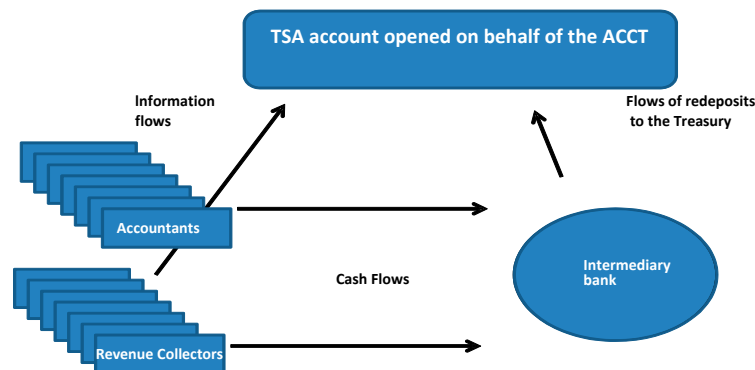 TSA account opened on behalf of the ACCT
Information
flows
Flows of redeposits
to the Treasury
Accountants
Intermediary
bank
Cash Flows
Revenue Collectors